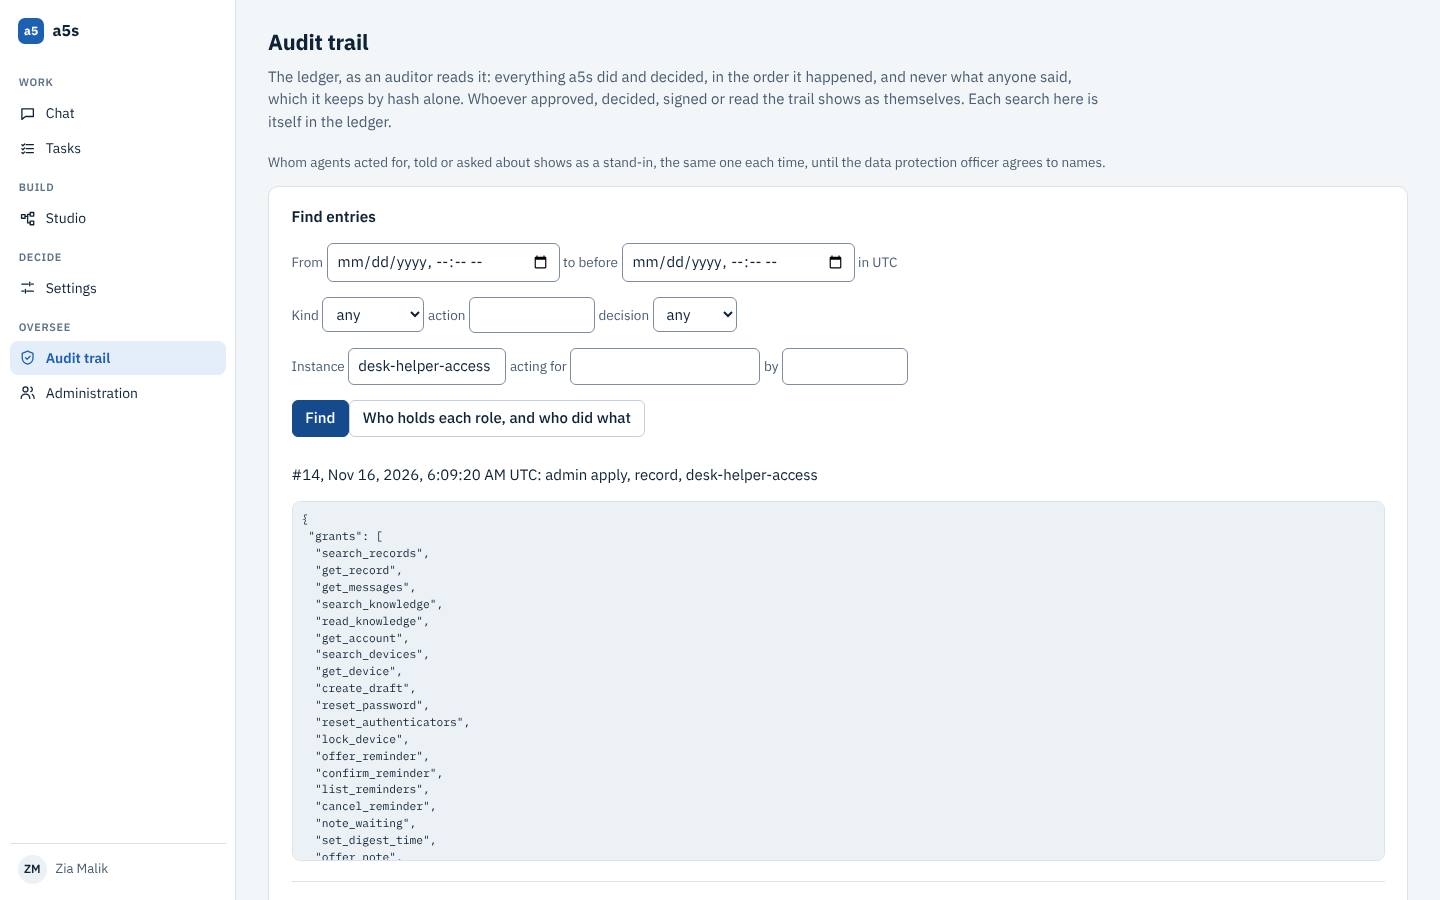 a5 a5s
WORK
Chat
Tasks
BUILD
Studio
DECIDE
Settings
OVERSEE
Audit trail
Administration
ZM Zia Malik
Audit trail
The ledger, as an auditor reads it: everything a5s did and decided, in the order it happened, and never what anyone said,
which it keeps by hash alone. Whoever approved, decided, signed or read the trail shows as themselves. Each search here is
itself in the ledger.
Whom agents acted for, told or asked about shows as a stand-in, the same one each time, until the data protection officer agrees to names.
Find entries
From mm/dd/yyyy, --:-- -- to before mm/dd/yyyy, --:-- -- in UTC
Kind any action decision any
Instance desk-helper-access acting for by
Find Who holds each role, and who did what
#14, Nov 16, 2026, 6:09:20 AM UTC: admin apply, record, desk-helper-access
{
"grants": [
"search_records",
"get_record",
"get_messages",
"search_knowledge",
"read_knowledge",
"get_account",
"search_devices",
"get_device",
"create_draft",
"reset_password",
"reset_authenticators",
"lock_device",
"offer_reminder",
"confirm_reminder",
"list_reminders",
"cancel_reminder",
"note_waiting",
"set_digest_time",
"offer_note",